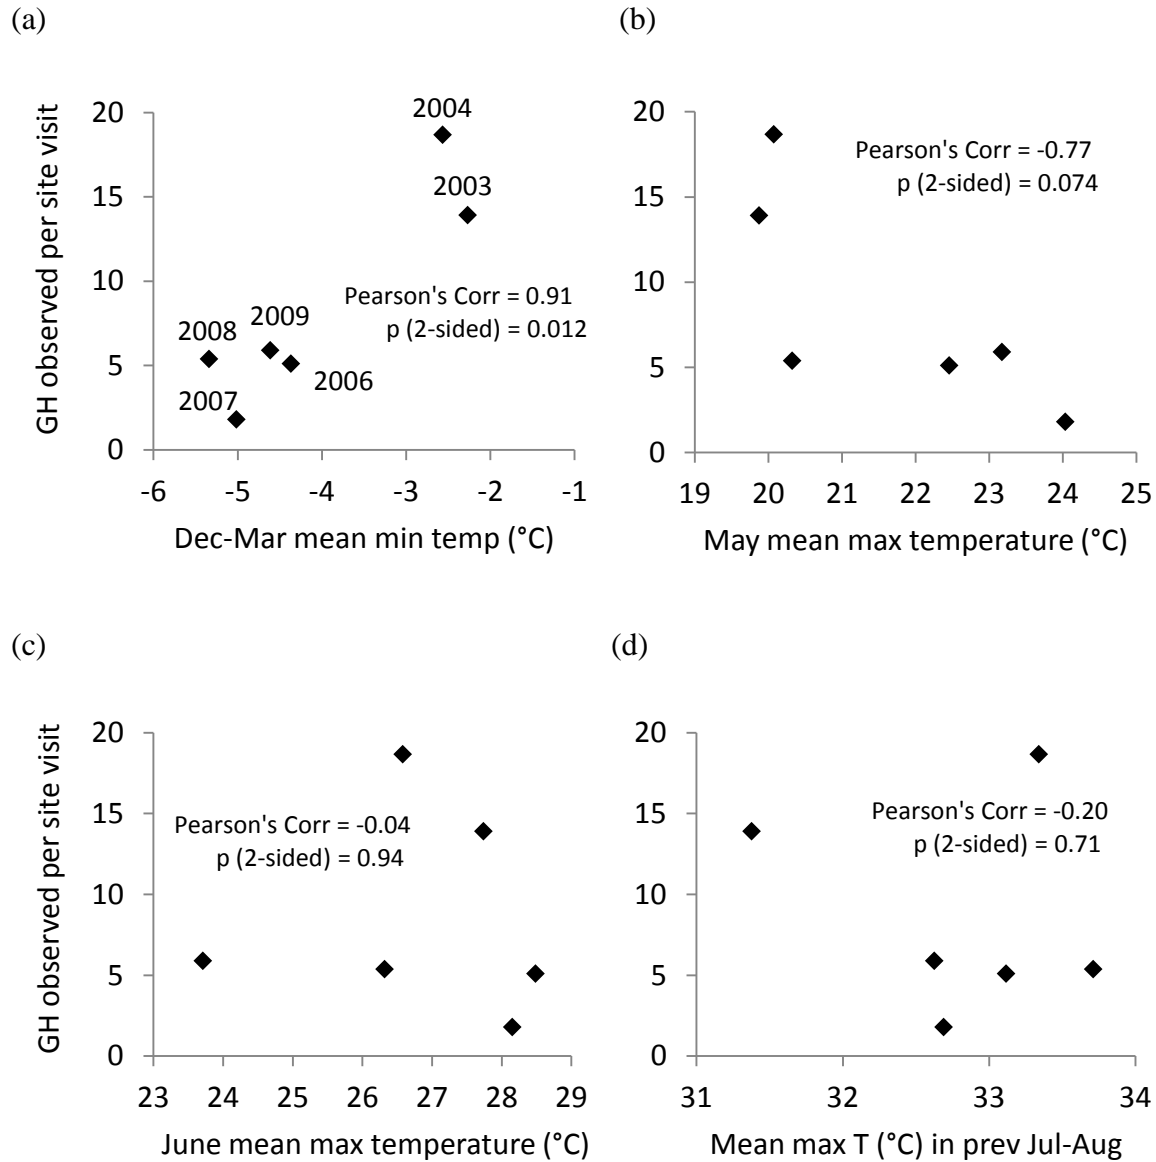 (a)
GH observed per site visit
20
15
10
5
0
2004
2003
Pearson's Corr = 0.91
p (2-sided) = 0.012
2009
2008
2006
2007
-6 -5 -4 -3 -2 -1
Dec-Mar mean min temp (°C)
(b)
20
15
10
5
0
Pearson's Corr = -0.77
p (2-sided) = 0.074
19 20 21 22 23 24 25
May mean max temperature (°C)
(c)
GH observed per site visit
20
15
10
5
0
Pearson's Corr = -0.04
p (2-sided) = 0.94
23 24 25 26 27 28 29
June mean max temperature (°C)
(d)
20
15
10
5
0
Pearson's Corr = -0.20
p (2-sided) = 0.71
31 32 33 34
Mean max T (°C) in prev Jul-Aug